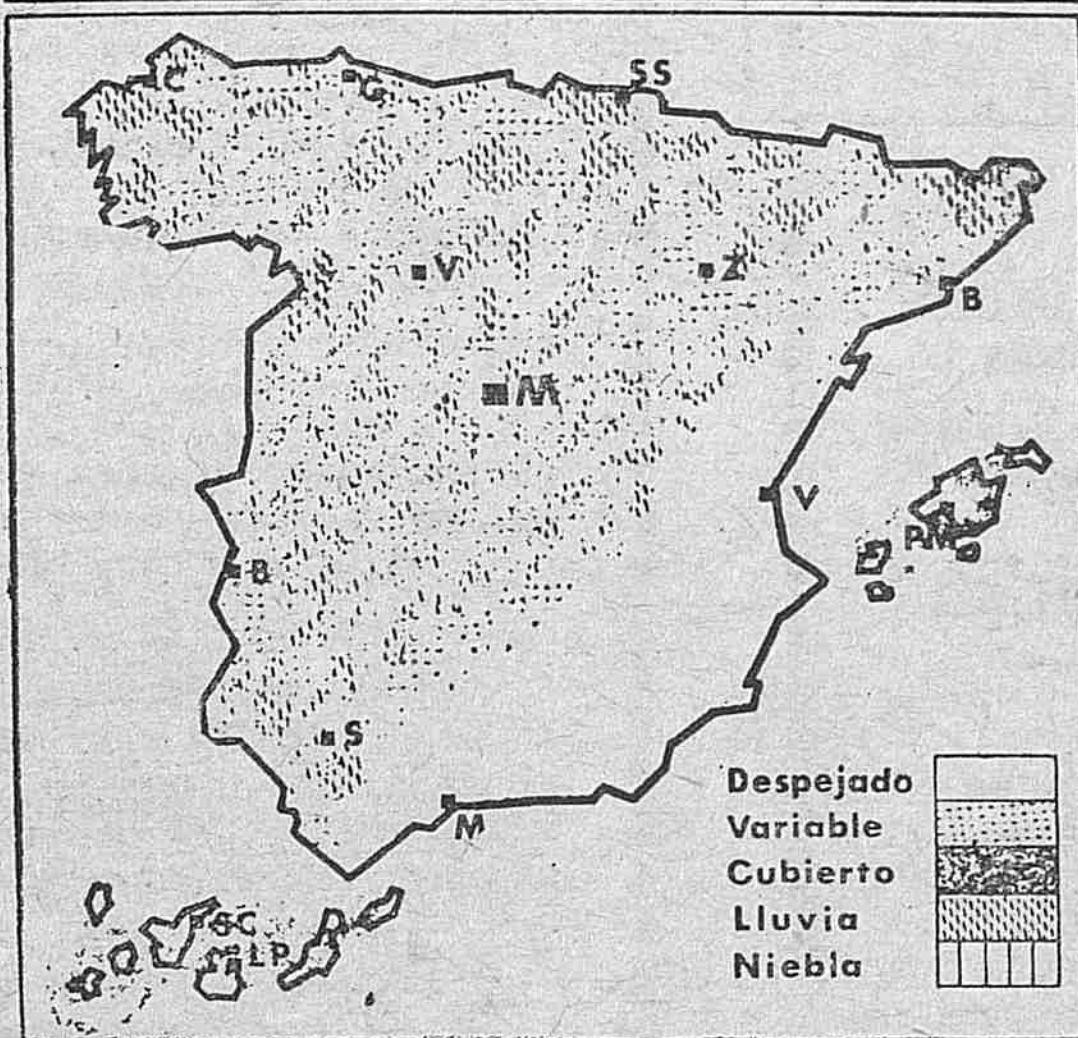 C
G
SS
V
Z
B
M
V
PM
B
S
M
SC
LP
Despejado
Variable
Cubierto
Lluvia
Niebla